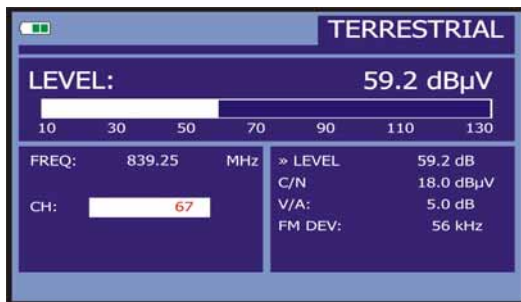 TERRESTRIAL
LEVEL: 59.2 dBµV
10 30 50 70 90 110 130
FREQ: 839.25 MHz
CH: 67
» LEVEL 59.2 dB
C/N 18.0 dBµV
V/A: 5.0 dB
FM DEV: 56 kHz